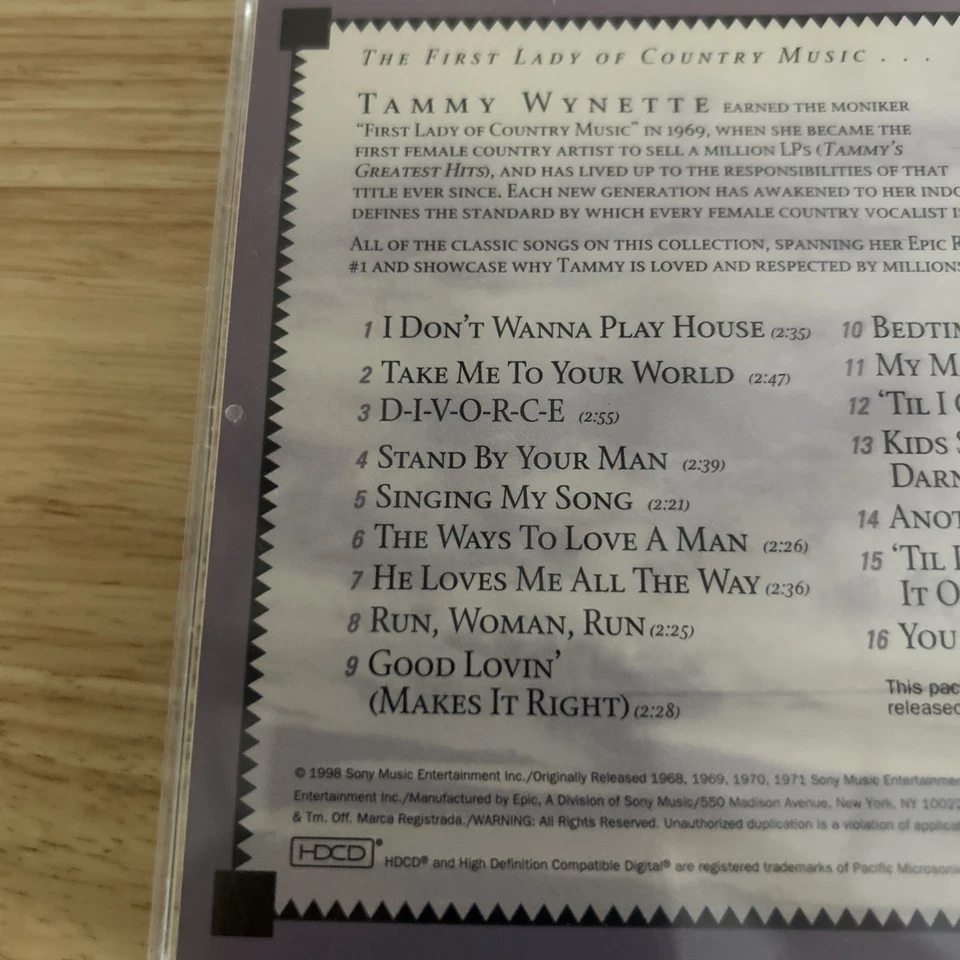 The First Lady of Country Music . . .
Tammy Wynette earned the moniker
“First Lady of Country Music” in 1969, when she became the
first female country artist to sell a million LPs (Tammy’s
Greatest Hits), and has lived up to the responsibilities of that
title ever since. Each new generation has awakened to her
defines the standard by which every female country vocalist
All of the classic songs on this collection, spanning her Epic
#1 and showcase why Tammy is loved and respected by
1 I Don’t Wanna Play House (2:35)
2 Take Me To Your World (2:47)
3 D-I-V-O-R-C-E (2:55)
4 Stand By Your Man (2:39)
5 Singing My Song (2:21)
6 The Ways To Love A Man (2:26)
7 He Loves Me All The Way (2:36)
8 Run, Woman, Run (2:25)
9 Good Lovin’
(Makes It Right) (2:28)
10
11 My
12 ‘Til I
13 Kids
14
15 ‘Til
It
16 You
This
released
© 1998 Sony Music Entertainment Inc./Originally Released 1968, 1969, 1970, 1971 Sony Music
Entertainment Inc./Manufactured by Epic, A Division of Sony Music/550 Madison Avenue, New York, NY 10022
& Tm. Off. Marca Registrada./WARNING: All Rights Reserved. Unauthorized duplication is a violation of
HDCD®
HDCD® and High Definition Compatible Digital® are registered trademarks of Pacific